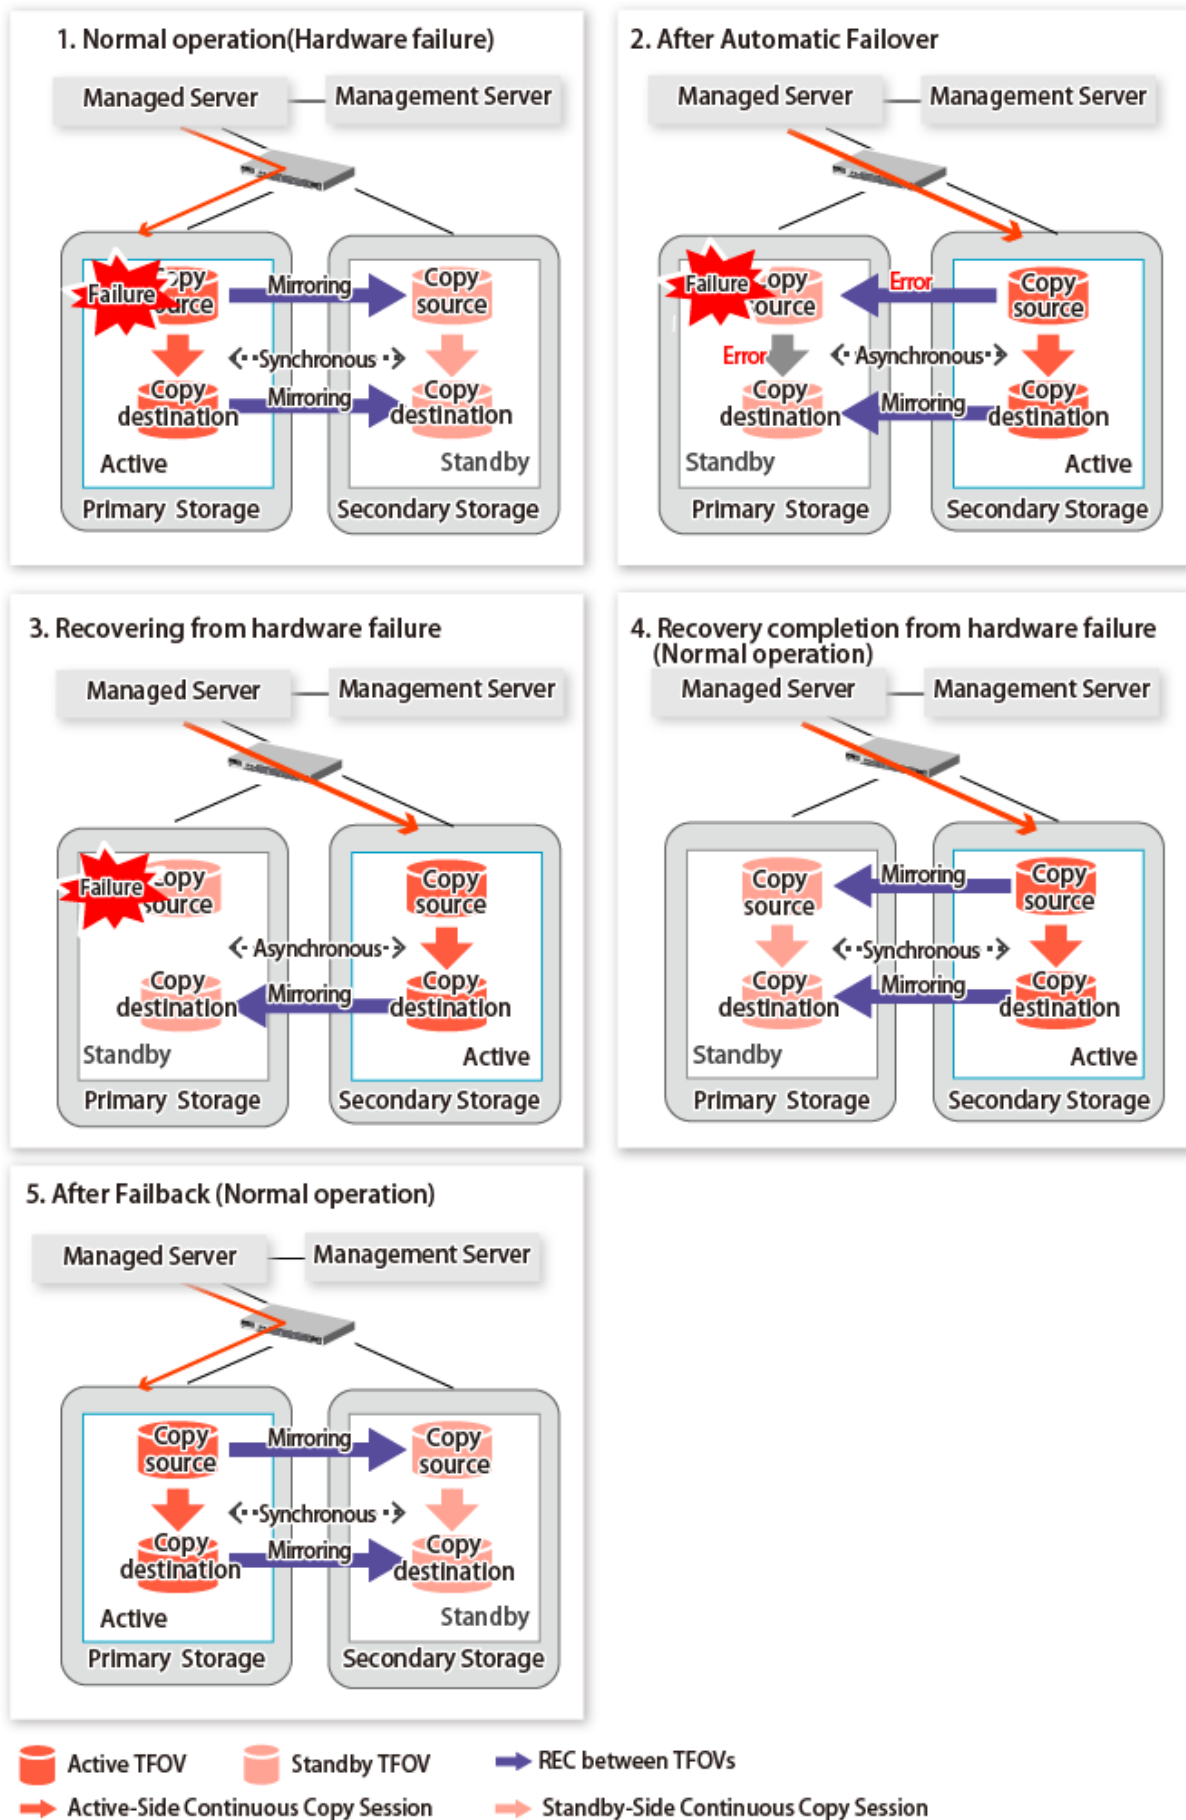 1. Normal operation(Hardware failure)
Managed Server
Management Server
Failure
opy
urce
Mirroring
Copy
source
Synchronous
Copy
destination
Mirroring
Copy
destination
Active
Standby
Primary Storage
Secondary Storage
2. After Automatic Failover
Managed Server
Management Server
Failure
opy
ource
Error
Copy
source
Error
Asynchronous
Copy
destination
Mirroring
Copy
destination
Standby
Active
Primary Storage
Secondary Storage
3. Recovering from hardware failure
Managed Server
Management Server
Failure
Copy
source
Copy
source
Asynchronous
Copy
destination
Mirroring
Copy
destination
Standby
Active
Primary Storage
Secondary Storage
4. Recovery completion from hardware failure
(Normal operation)
Managed Server
Management Server
Copy
source
Mirroring
Copy
source
Synchronous
Copy
destination
Mirroring
Copy
destination
Standby
Active
Primary Storage
Secondary Storage
5. After Failback (Normal operation)
Managed Server
Management Server
Copy
source
Mirroring
Copy
source
Synchronous
Copy
destination
Mirroring
Copy
destination
Active
Standby
Primary Storage
Secondary Storage
Active TFOV
Standby TFOV
REC between TFOVs
Active-Side Continuous Copy Session
Standby-Side Continuous Copy Session